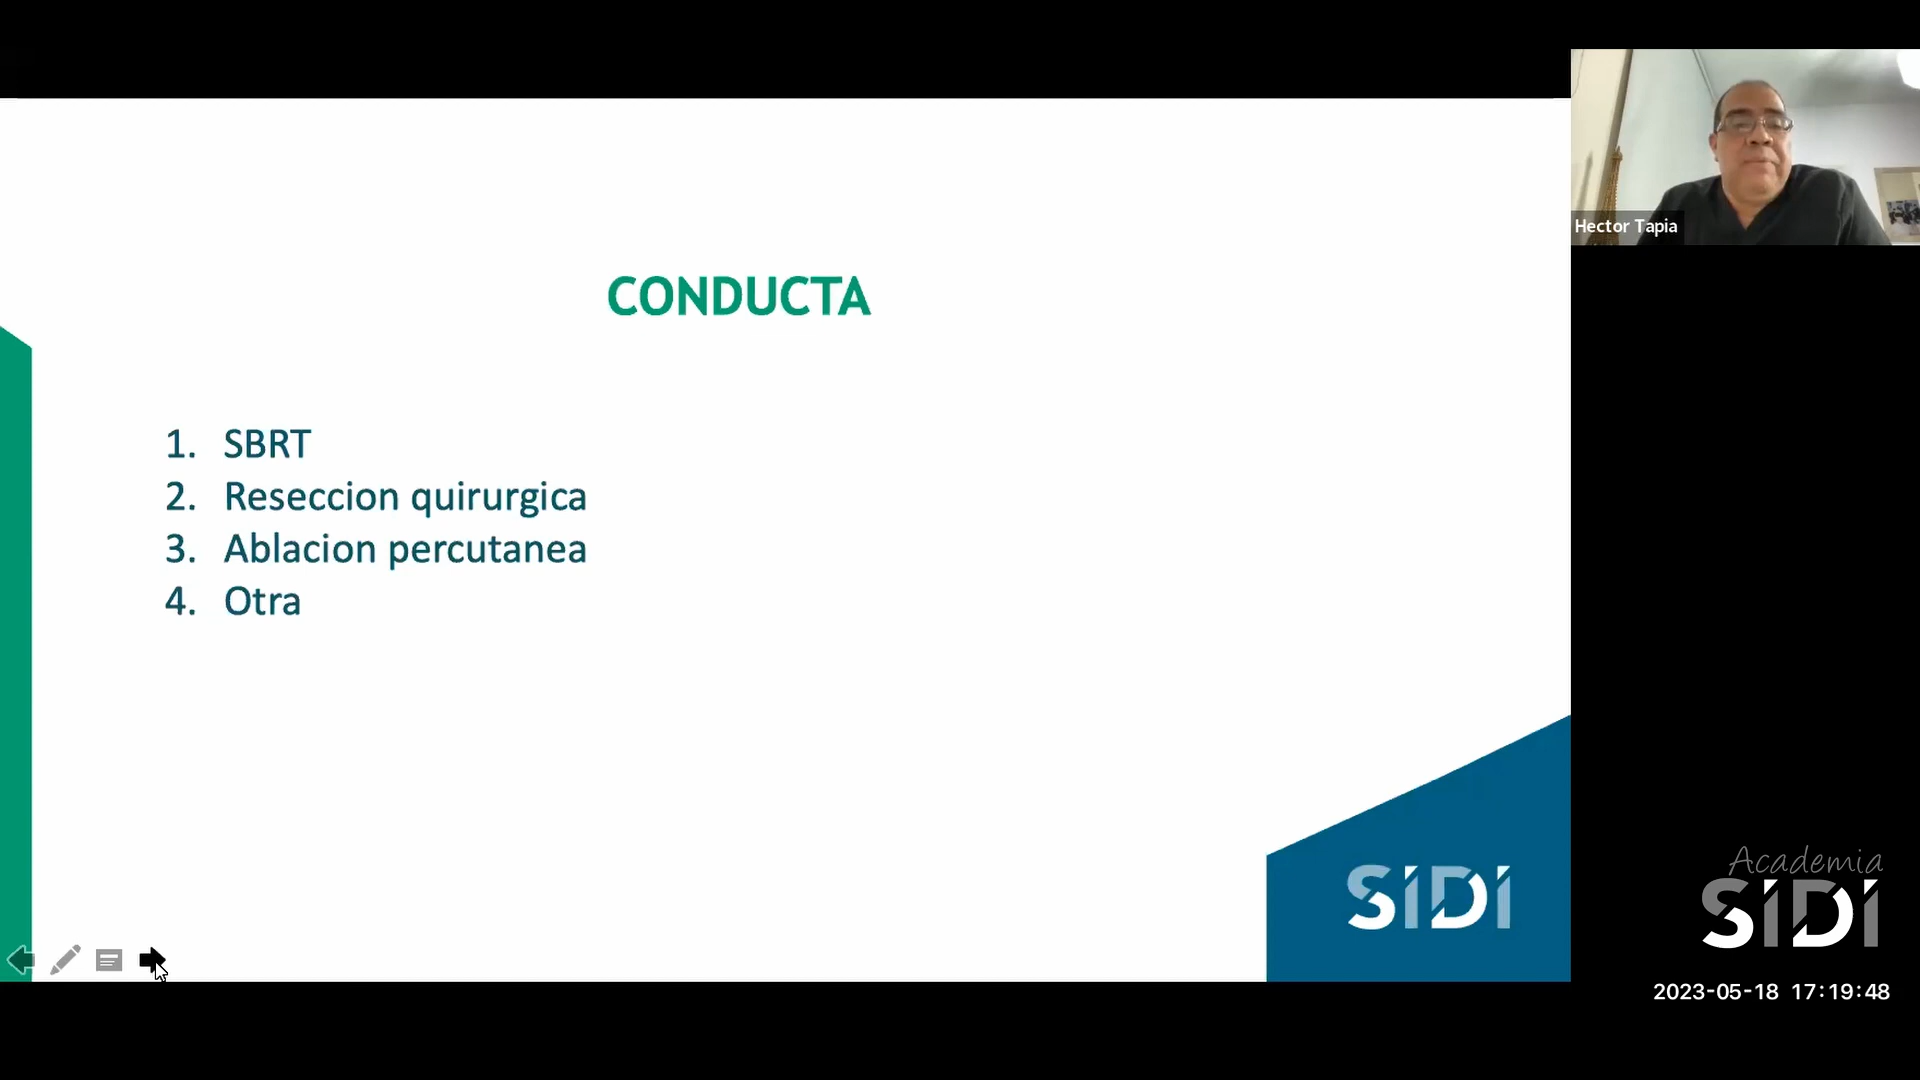 CONDUCTA
1. SBRT
2. Reseccion quirurgica
3. Ablacion percutanea
4. Otra
SiDi
Hector Tapia
Academia
SiDi
2023-05-18 17:19:48